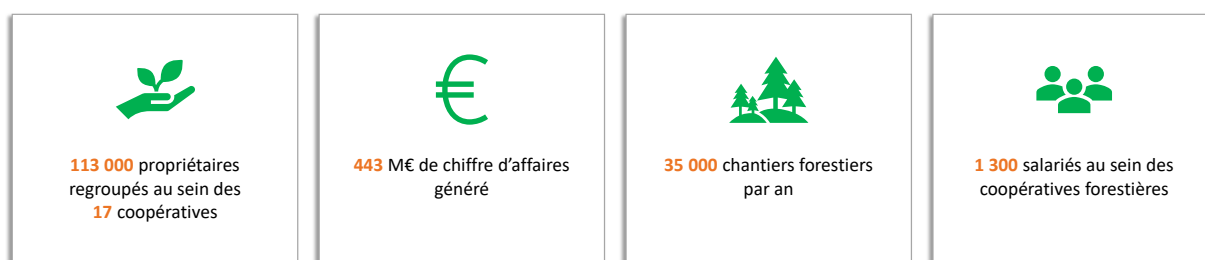 113 000 propriétaires
regroupés au sein des
17 coopératives
443 M€ de chiffre d'affaires
généré
35 000 chantiers forestiers
par an
1 300 salariés au sein des
coopératives forestières